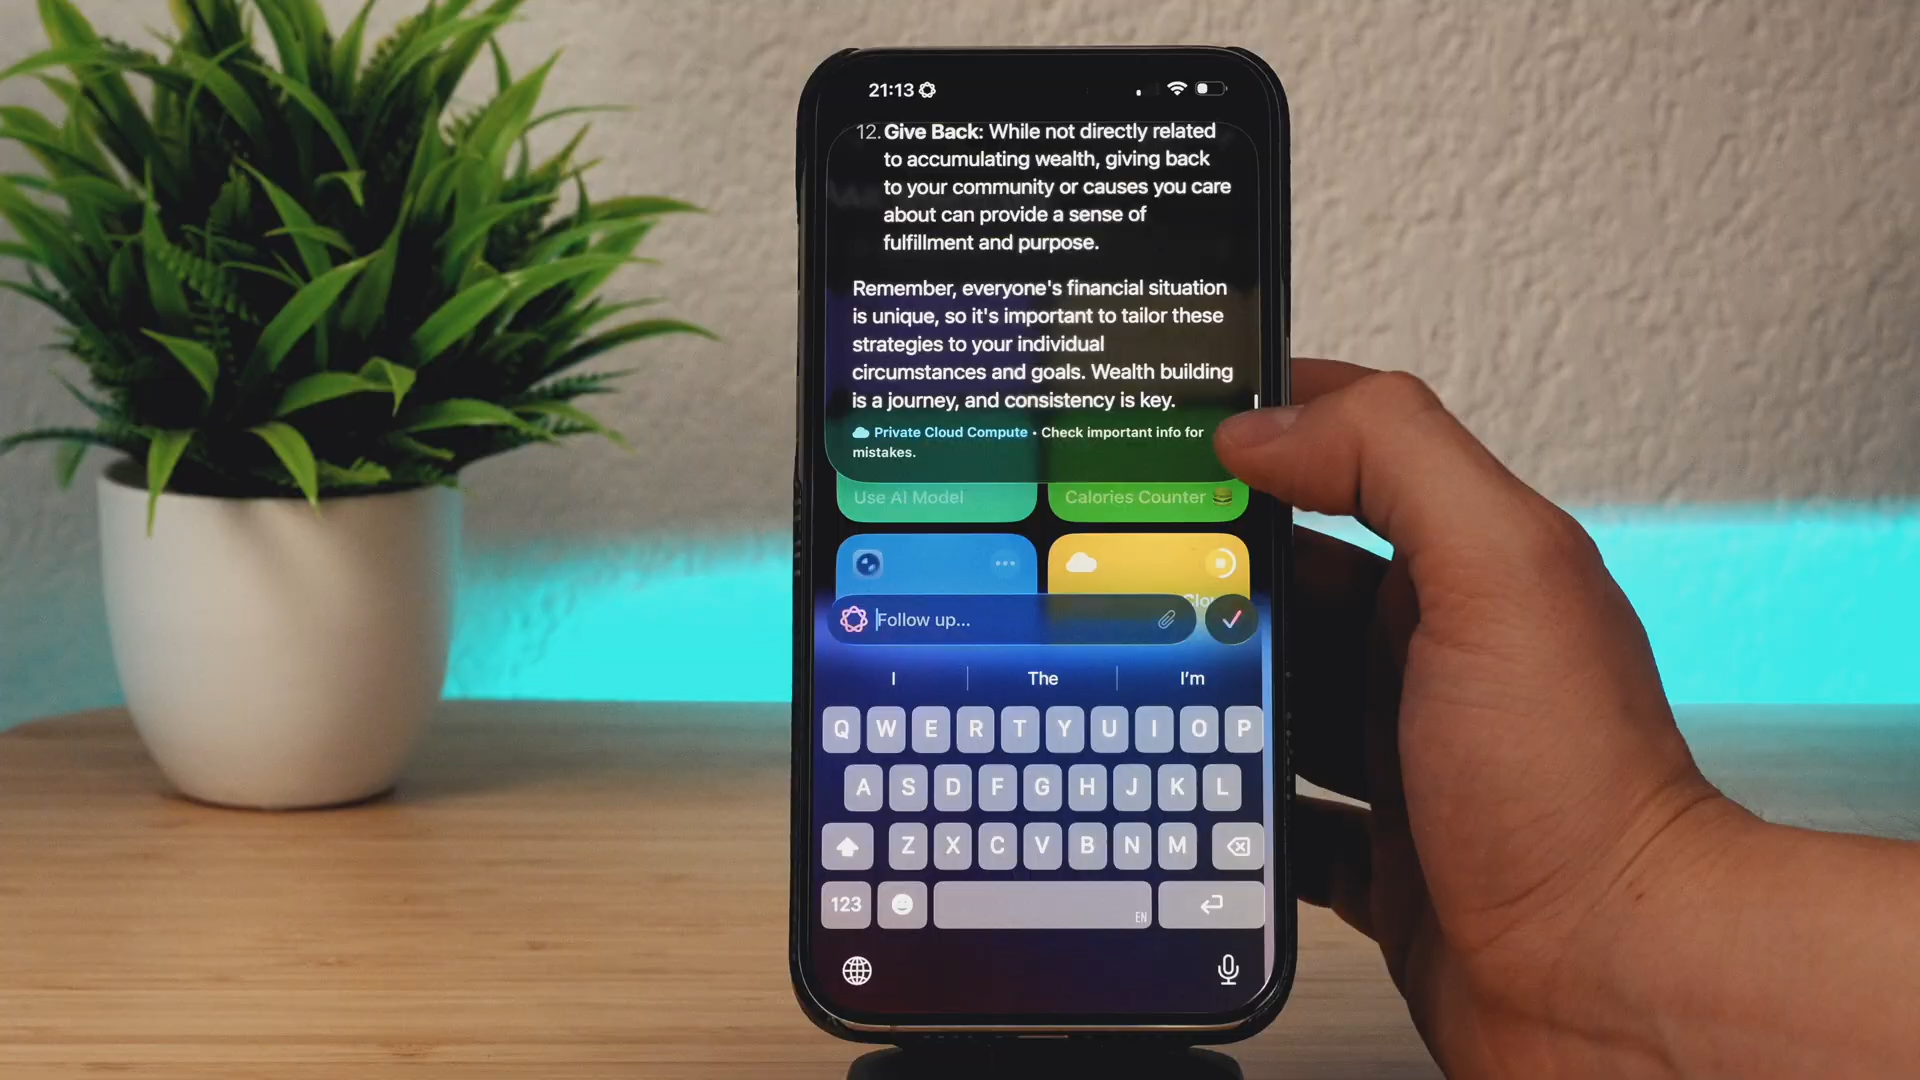 21:13
12. Give Back: While not directly related
to accumulating wealth, giving back
to your community or causes you care
about can provide a sense of
fulfillment and purpose.
Remember, everyone's financial situation
is unique, so it's important to tailor these
strategies to your individual
circumstances and goals. Wealth building
is a journey, and consistency is key.
Private Cloud Compute • Check important info for
mistakes.
Use AI Model
Calories Counter 🍔
Follow up...
I The I'm
Q W E R T Y U I O P
A S D F G H J K L
Z X C V B N M
123 EN